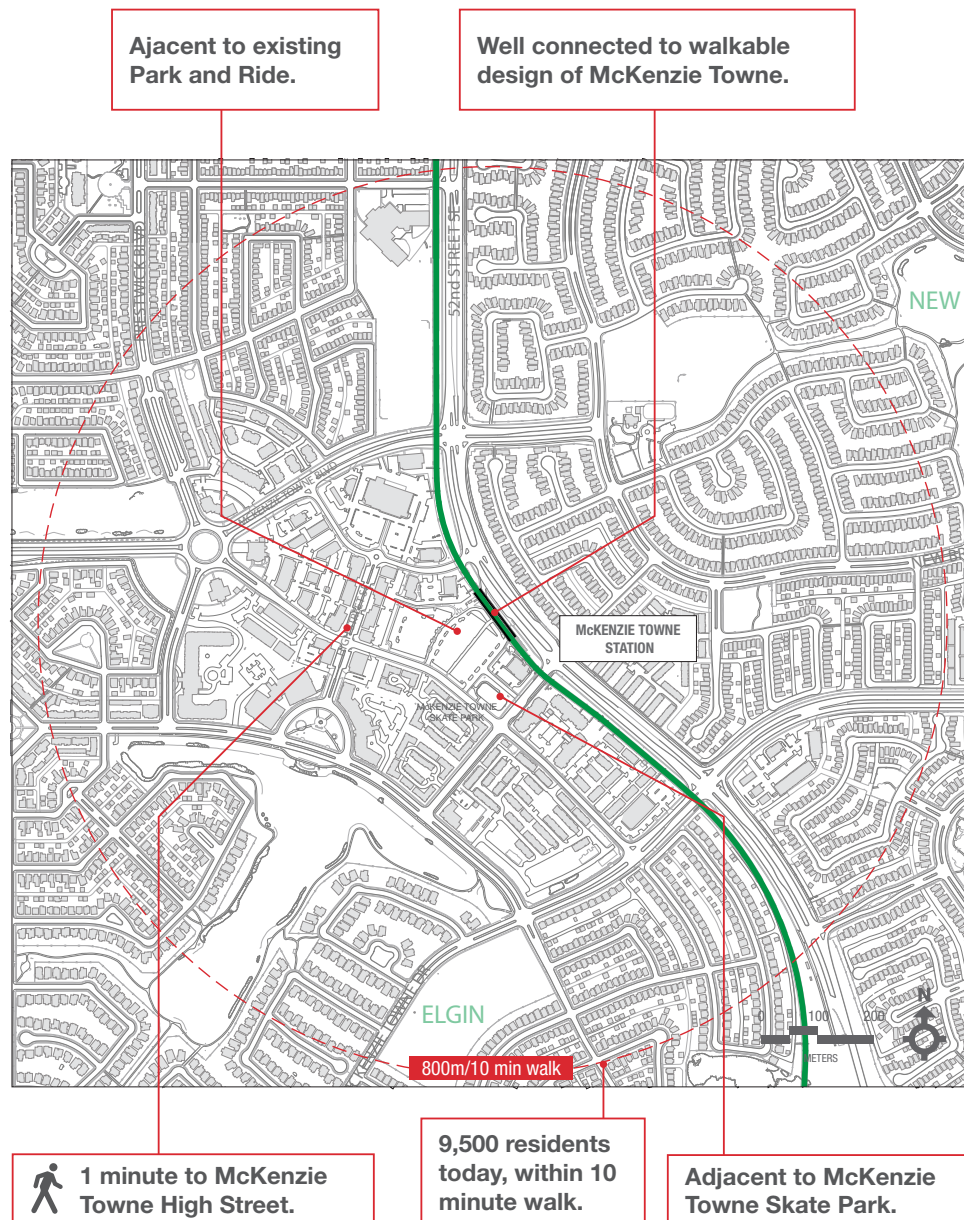 Ajacent to existing
Park and Ride.
Well connected to walkable
design of McKenzie Towne.
52ND STREET SE
NEW
McKENZIE TOWNE
STATION
McKENZIE TOWNE
SKATE PARK
ELGIN
N
0 100 200
METERS
800m/10 min walk
1 minute to McKenzie
Towne High Street.
9,500 residents
today, within 10
minute walk.
Adjacent to McKenzie
Towne Skate Park.